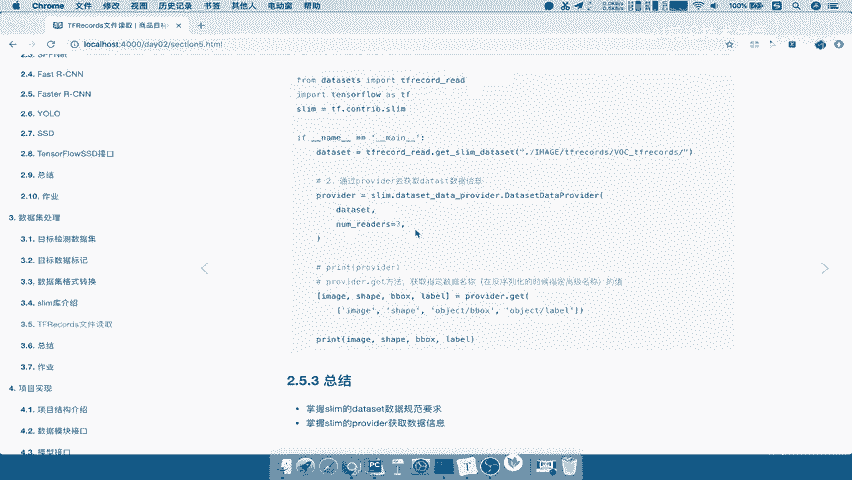 Chrome 文件 修改 视图 历史记录 书签 其他人 电动窗 帮助
100%
TFRecords文件读取 | 商品目标
localhost:4000/day02/section5.html
2.4. Fast R-CNN
2.5. Faster R-CNN
2.6. YOLO
2.7. SSD
2.8. TensorFlowSSD接口
2.9. 总结
2.10. 作业
3. 数据集处理
3.1. 目标检测数据集
3.2. 目标数据标记
3.3. 数据集格式转换
3.4. slim库介绍
3.5. TFRecords文件读取
3.6. 总结
3.7. 作业
4. 项目实现
4.1. 项目结构介绍
4.2. 数据模块接口
4.3. 模型接口
from datasets import tfrecord_read
import tensorflow as tf
slim = tf.contrib.slim
if __name__ == '__main__':
dataset = tfrecord_read.get_slim_dataset("./IMAGE/tfrecords/VOC_tfrecords/")
# 2. 通过provider去获取datast数据信息
provider = slim.dataset_data_provider.DatasetDataProvider(
dataset,
num_readers=3,
)
# print(provider)
# provider.get方法，获取指定数据名称（在反序列化的时候指定高级名称）的值
[image, shape, bbox, label] = provider.get(
['image', 'shape', 'object/bbox', 'object/label'])
print(image, shape, bbox, label)
2.5.3 总结
掌握slim的dataset数据规范要求
掌握slim的provider获取数据信息